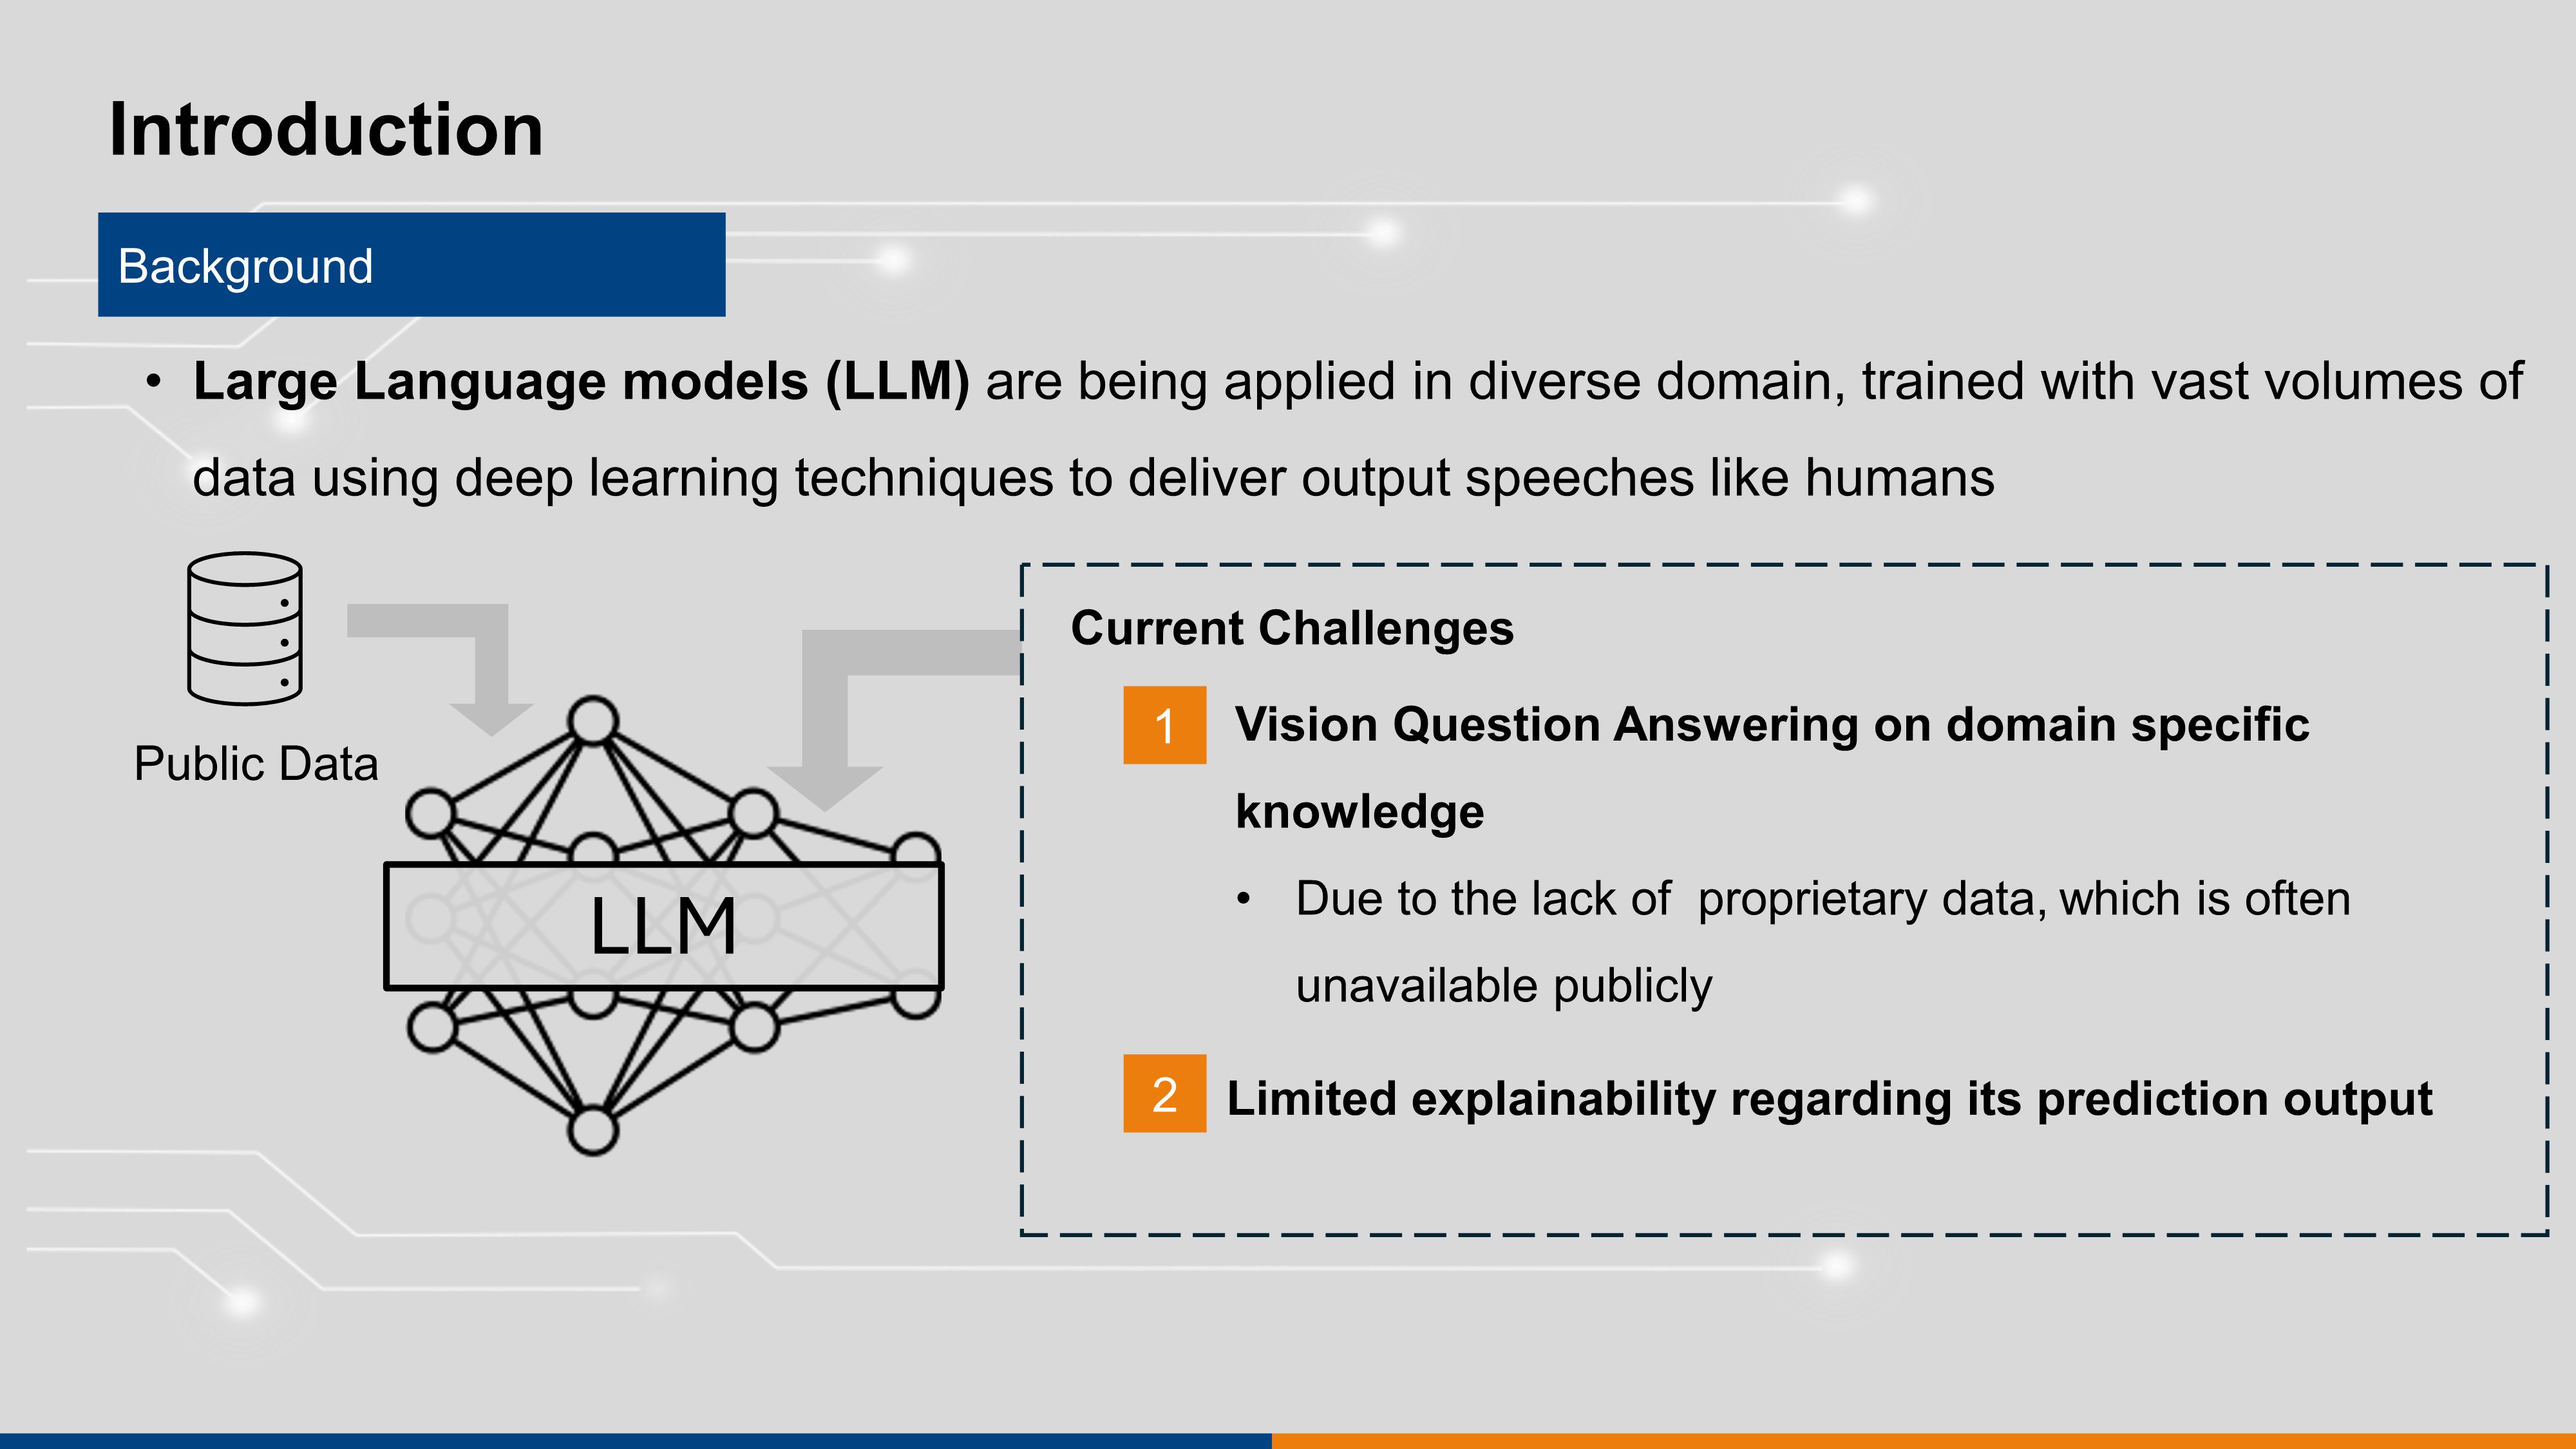 Introduction
Background
• Large Language models (LLM) are being applied in diverse domain, trained with vast volumes of
data using deep learning techniques to deliver output speeches like humans
Public Data
LLM
Current Challenges
1 Vision Question Answering on domain specific
knowledge
• Due to the lack of  proprietary data, which is often
unavailable publicly
2 Limited explainability regarding its prediction output